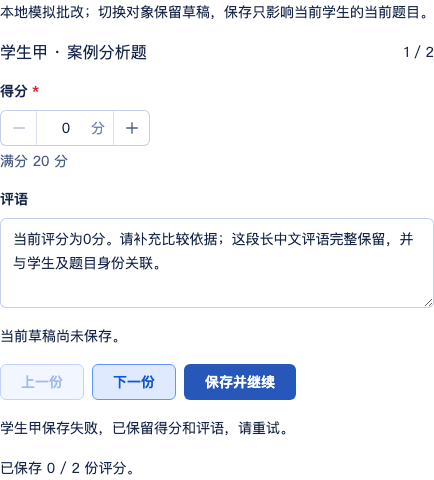 本地模拟批改；切换对象保留草稿，保存只影响当前学生的当前题目。
学生甲 · 案例分析题 1 / 2
得分 *
− 0 分 +
满分 20 分
评语
当前评分为0分。请补充比较依据；这段长中文评语完整保留，并
与学生及题目身份关联。
当前草稿尚未保存。
上一份 下一份 保存并继续
学生甲保存失败，已保留得分和评语，请重试。
已保存 0 / 2 份评分。